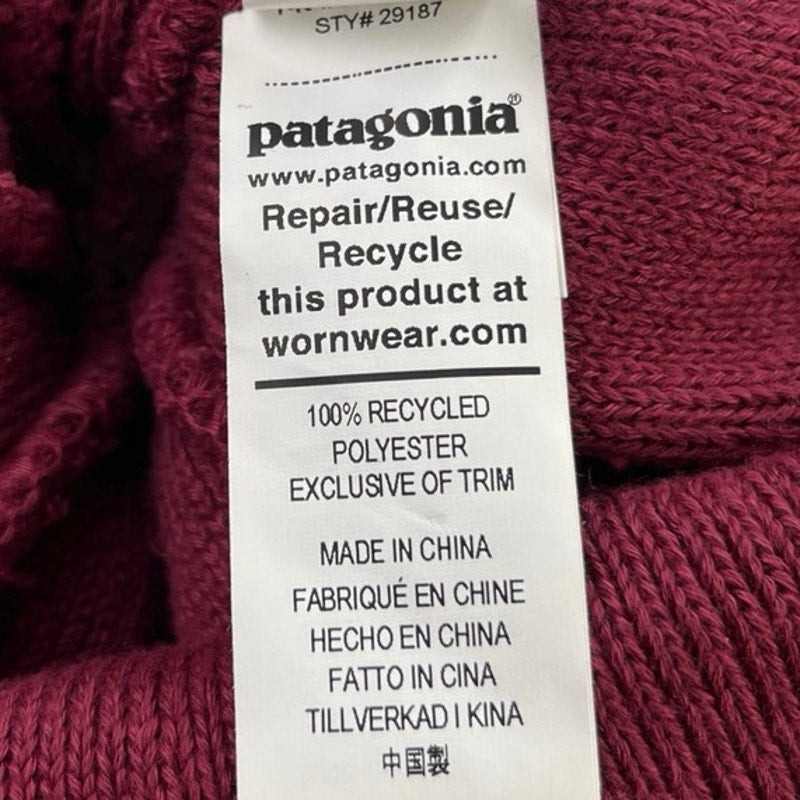 STY# 29187
patagonia®
www.patagonia.com
Repair/Reuse/
Recycle
this product at
wornwear.com
100% RECYCLED
POLYESTER
EXCLUSIVE OF TRIM
MADE IN CHINA
FABRIQUÉ EN CHINE
HECHO EN CHINA
FATTO IN CINA
TILLVERKAD I KINA
中国製